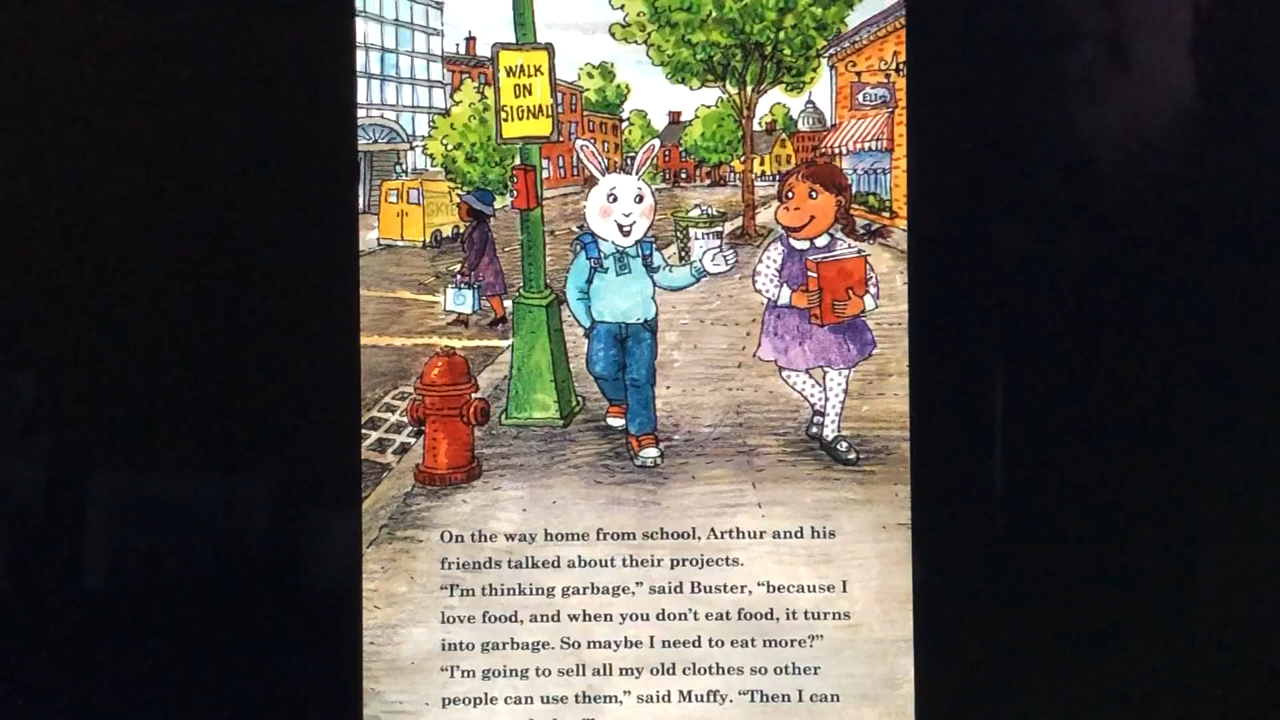 WALK
ON
SIGNAL
On the way home from school, Arthur and his
friends talked about their projects.
“I’m thinking garbage,” said Buster, “because I
love food, and when you don’t eat food, it turns
into garbage. So maybe I need to eat more?”
“I’m going to sell all my old clothes so other
people can use them,” said Muffy. “Then I can